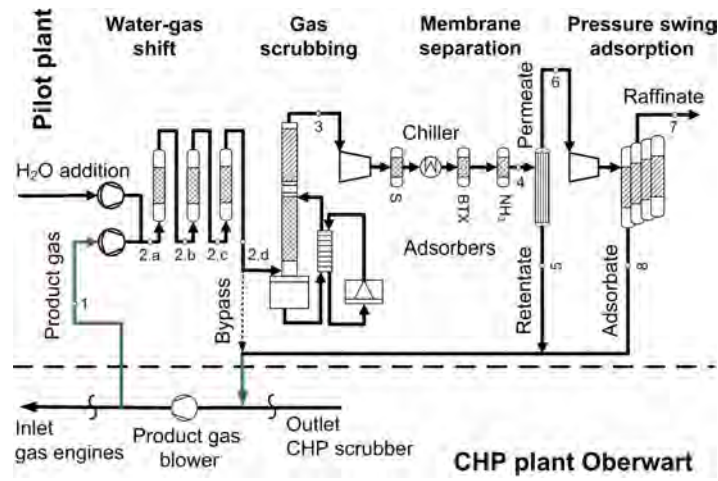 Pilot plant
Water-gas
shift
Gas
scrubbing
Membrane
separation
Pressure swing
adsorption
H₂O addition
Product gas
1
2.a
2.b
2.c
2.d
Bypass
3
S
Chiller
BTX
NH₃
4
Adsorbers
Permeate
6
Retentate
5
Raffinate
7
Adsorbate
8
Inlet
gas engines
Product gas
blower
Outlet
CHP scrubber
CHP plant Oberwart